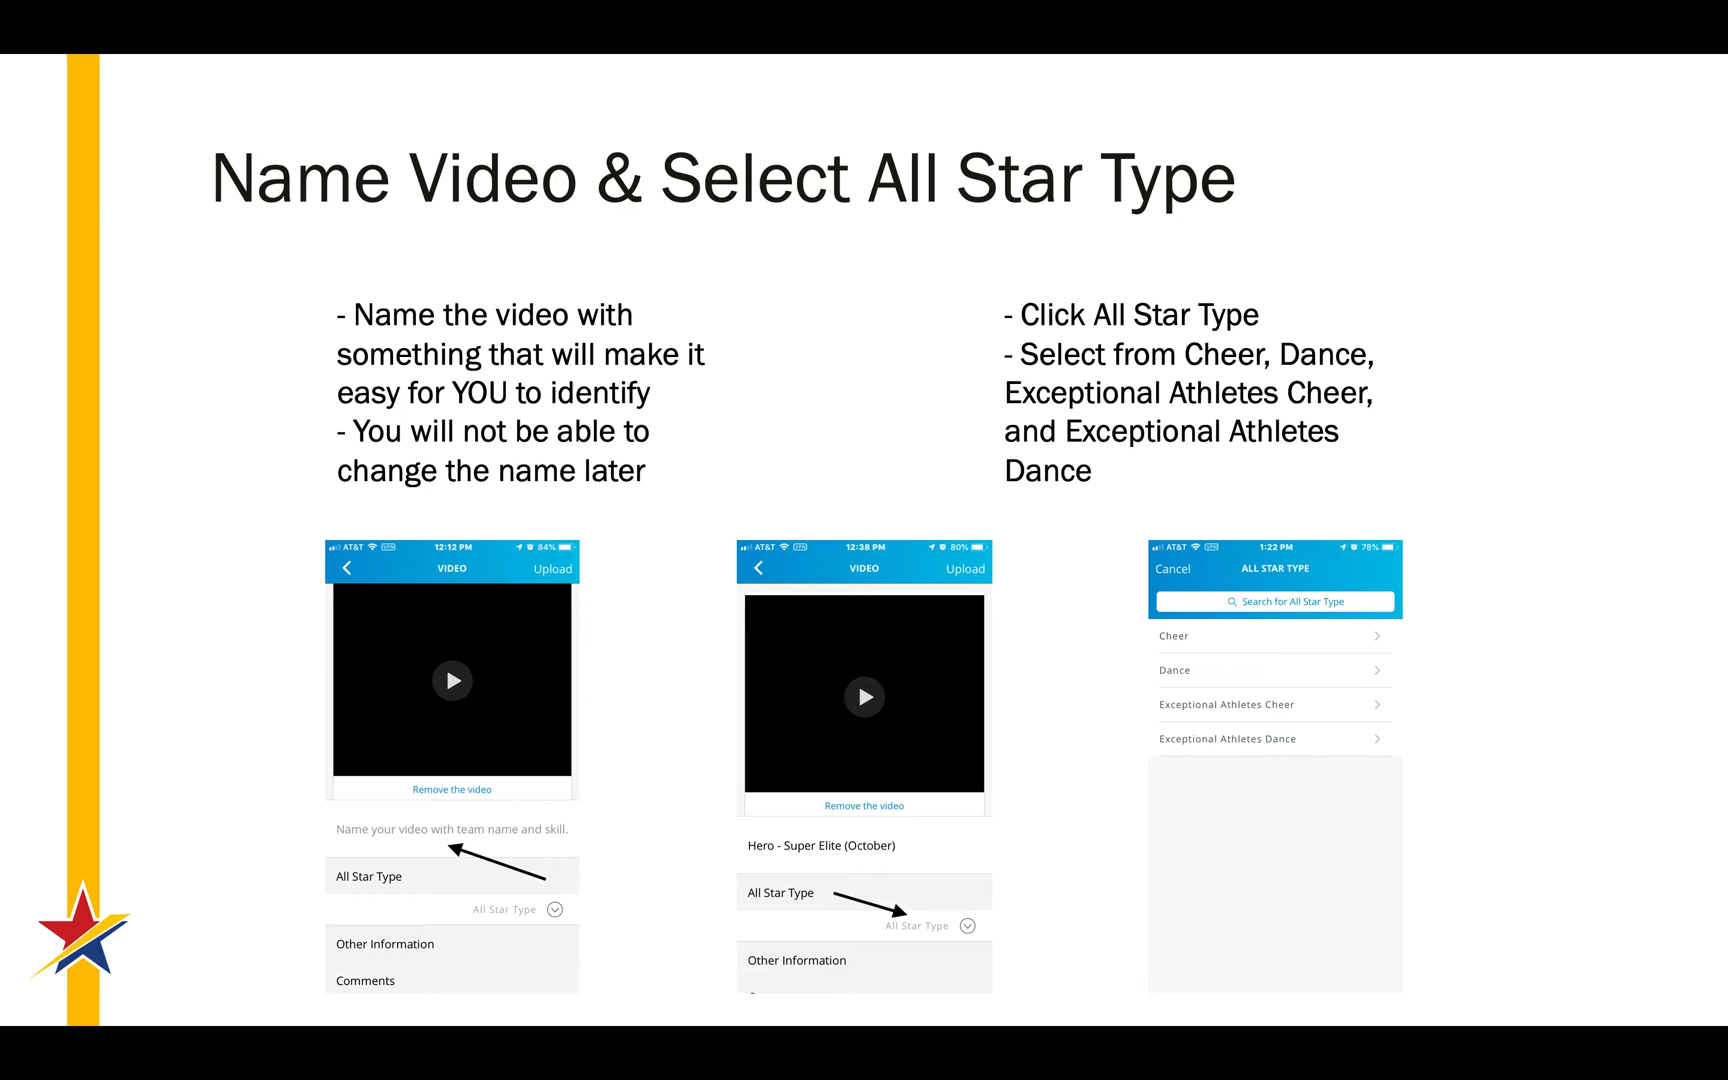 Name Video & Select All Star Type
- Name the video with
something that will make it
easy for YOU to identify
- You will not be able to
change the name later
- Click All Star Type
- Select from Cheer, Dance,
Exceptional Athletes Cheer,
and Exceptional Athletes
Dance
AT&T VPN 12:12 PM 84%
VIDEO Upload
Remove the video
Name your video with team name and skill.
All Star Type
All Star Type
Other Information
Comments
AT&T VPN 12:38 PM 80%
VIDEO Upload
Remove the video
Hero - Super Elite (October)
All Star Type
All Star Type
Other Information
AT&T VPN 1:22 PM 78%
Cancel ALL STAR TYPE
Search for All Star Type
Cheer
Dance
Exceptional Athletes Cheer
Exceptional Athletes Dance